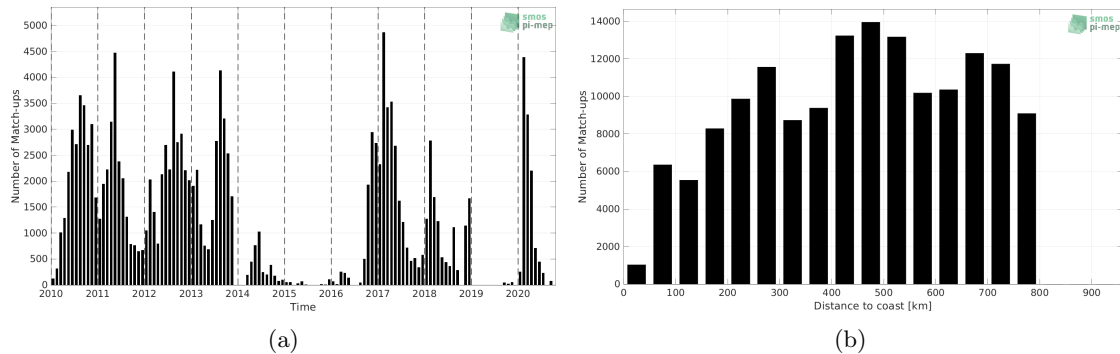 smos
pi-mep
5000
4500
4000
3500
3000
2500
2000
1500
1000
500
0
Number of Match-ups
2010 2011 2012 2013 2014 2015 2016 2017 2018 2019 2020
Time
(a)
smos
pi-mep
14000
12000
10000
8000
6000
4000
2000
0
Number of Match-ups
0 100 200 300 400 500 600 700 800 900
Distance to coast [km]
(b)